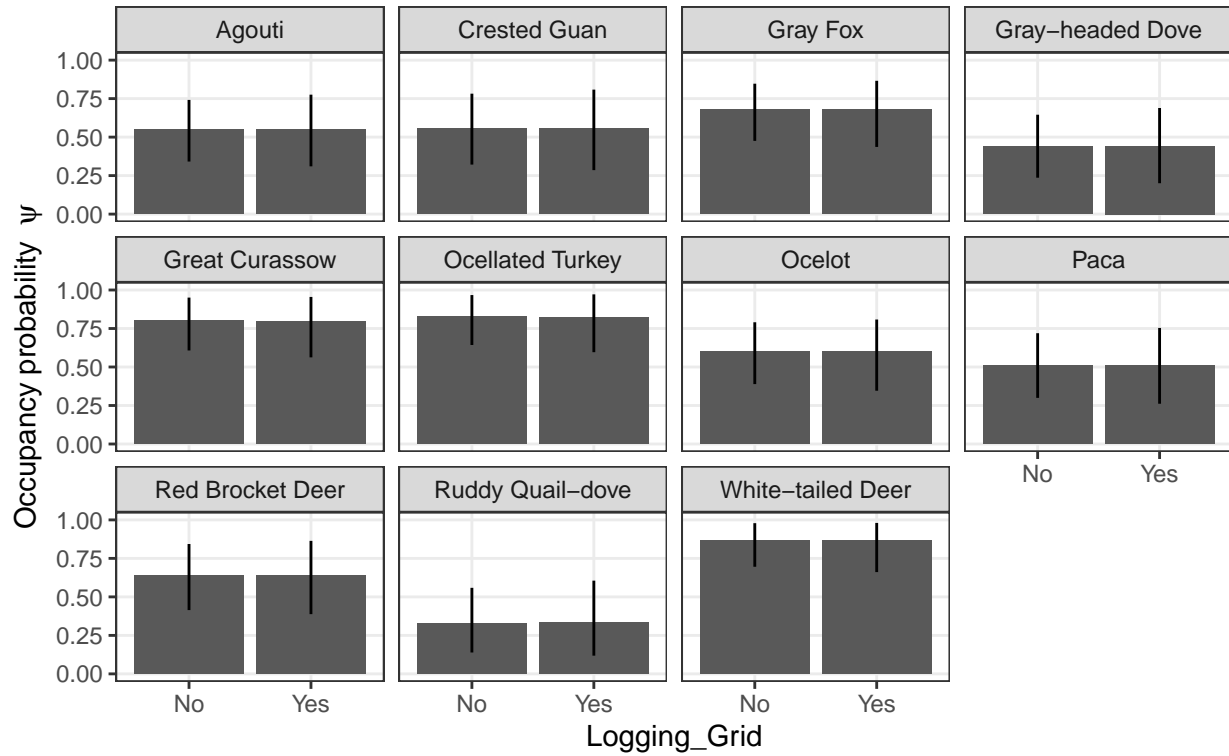 Agouti Crested Guan Gray Fox Gray−headed Dove
1.00
0.75
0.50
0.25
0.00
Great Curassow Ocellated Turkey Ocelot Paca
1.00
0.75
0.50
0.25
0.00
No Yes
Red Brocket Deer Ruddy Quail−dove White−tailed Deer
1.00
0.75
0.50
0.25
0.00
No Yes No Yes No Yes
Logging_Grid
Occupancy probability ψ